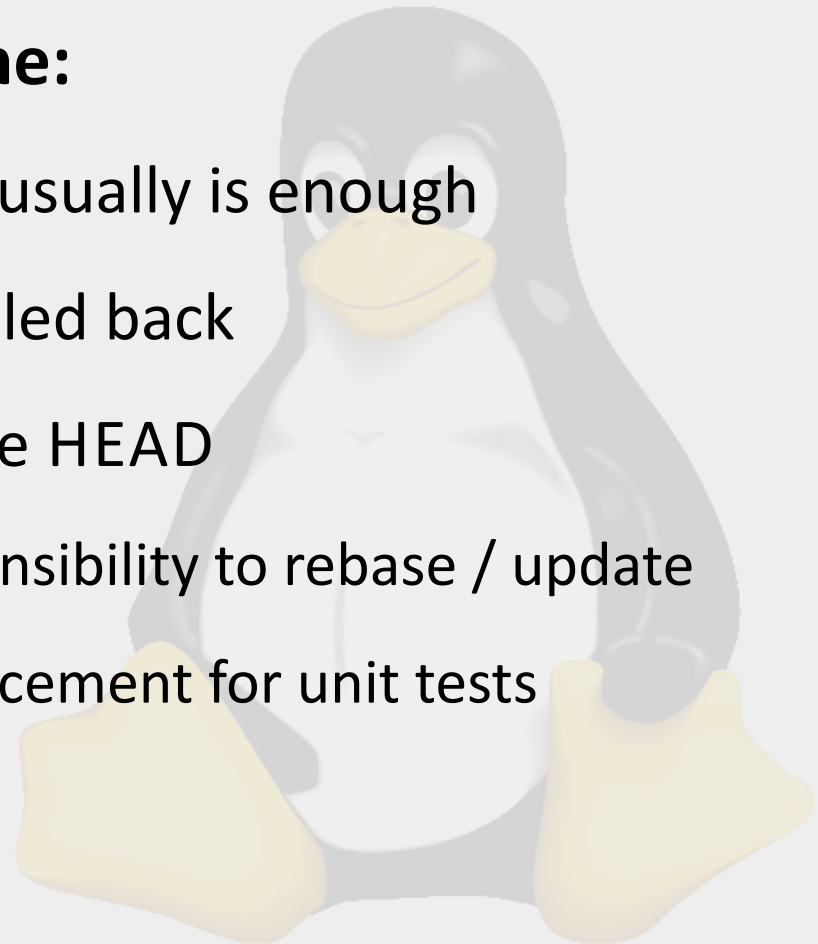 ne:
usually is enough
led back
e HEAD
nsibility to rebase / update
cement for unit tests